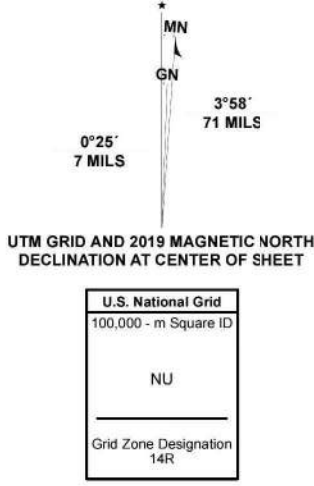 ★
MN
GN
3°58´
71 MILS
0°25´
7 MILS
UTM GRID AND 2019 MAGNETIC NORTH
DECLINATION AT CENTER OF SHEET
U.S. National Grid
100,000 - m Square ID
NU
Grid Zone Designation
14R